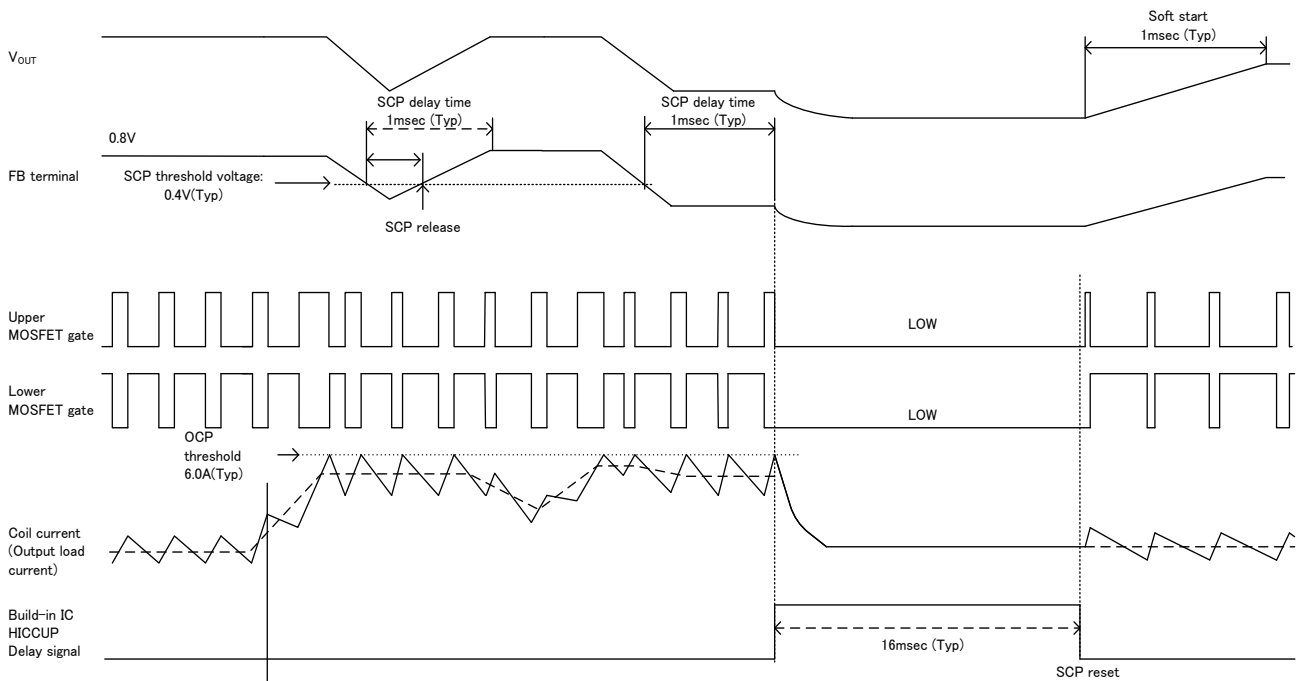 Soft start
1msec (Typ)
VOUT
SCP delay time
1msec (Typ)
SCP delay time
1msec (Typ)
0.8V
FB terminal
SCP threshold voltage:
0.4V(Typ)
SCP release
Upper
MOSFET gate
LOW
Lower
MOSFET gate
LOW
OCP
threshold
6.0A(Typ)
Coil current
(Output load
current)
Build-in IC
HICCUP
Delay signal
16msec (Typ)
SCP reset